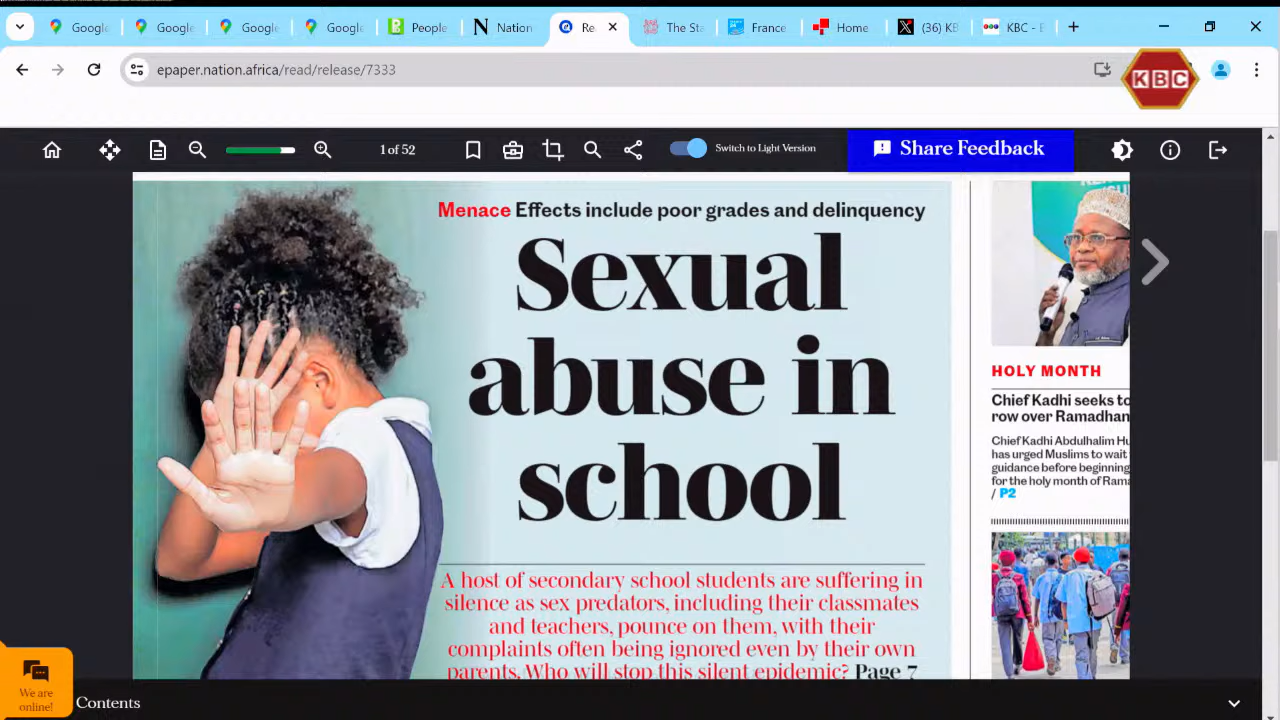 Google
Google
Google
Google
People
Nation
Re
The Sta
France
Home
(36) KB
KBC - E
epaper.nation.africa/read/release/7333
KBC
1 of 52
Switch to Light Version
Share Feedback
Menace Effects include poor grades and delinquency
Sexual
abuse in
school
A host of secondary school students are suffering in
silence as sex predators, including their classmates
and teachers, pounce on them, with their
complaints often being ignored even by their own
parents. Who will stop this silent epidemic? Page 7
HOLY MONTH
Chief Kadhi seeks to
row over Ramadhan
Chief Kadhi Abdulhalim Hu
has urged Muslims to wait
guidance before beginning
for the holy month of Rama
/ P2
We are
online!
Contents